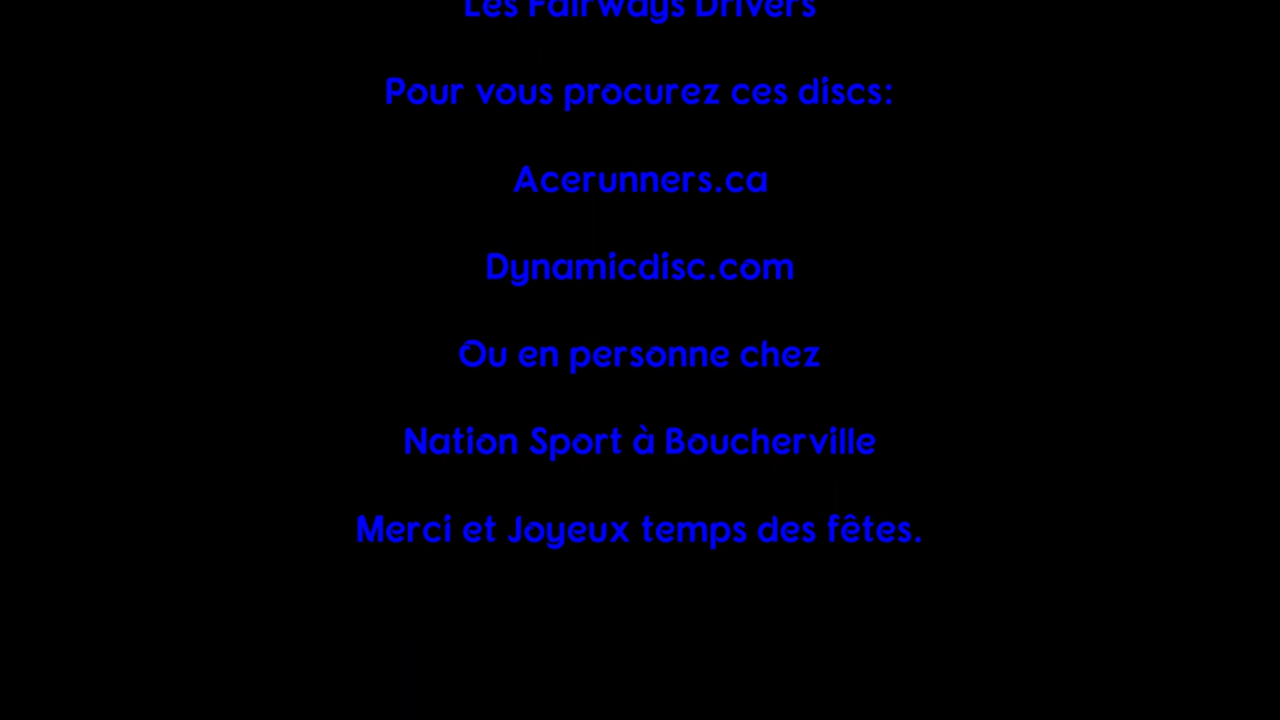 Les Fairways Drivers
Pour vous procurez ces discs:
Acerunners.ca
Dynamicdisc.com
Ou en personne chez
Nation Sport à Boucherville
Merci et Joyeux temps des fêtes.